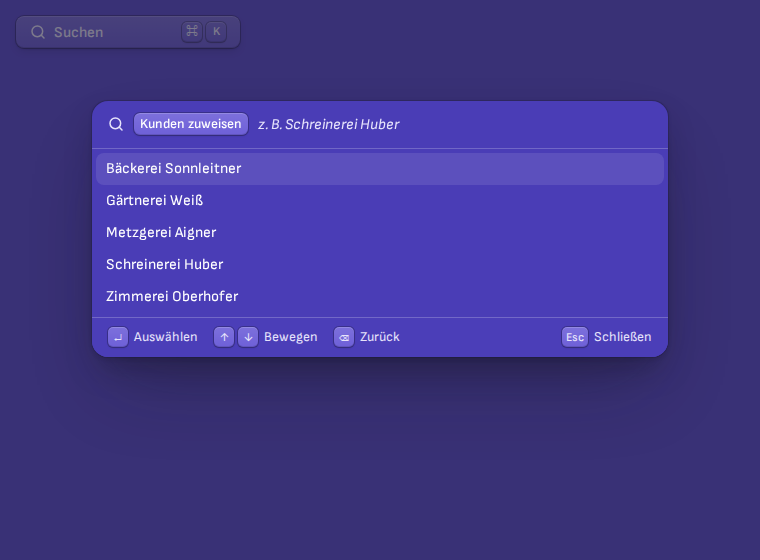 Suchen ⌘ K
Kunden zuweisen z. B. Schreinerei Huber
Bäckerei Sonnleitner
Gärtnerei Weiß
Metzgerei Aigner
Schreinerei Huber
Zimmerei Oberhofer
↵ Auswählen ↑ ↓ Bewegen ⌫ Zurück Esc Schließen